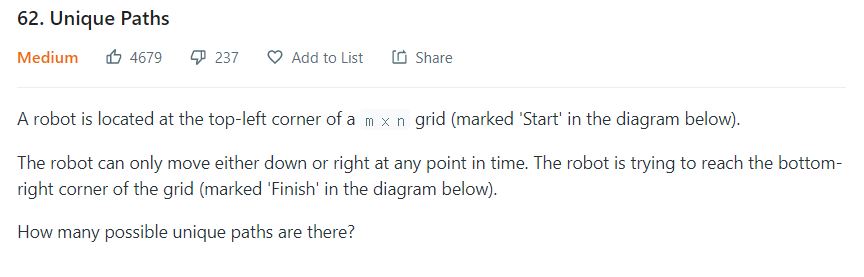 62. Unique Paths
Medium 4679 237 Add to List Share
A robot is located at the top-left corner of a m x n grid (marked 'Start' in the diagram below).
The robot can only move either down or right at any point in time. The robot is trying to reach the bottom-
right corner of the grid (marked 'Finish' in the diagram below).
How many possible unique paths are there?